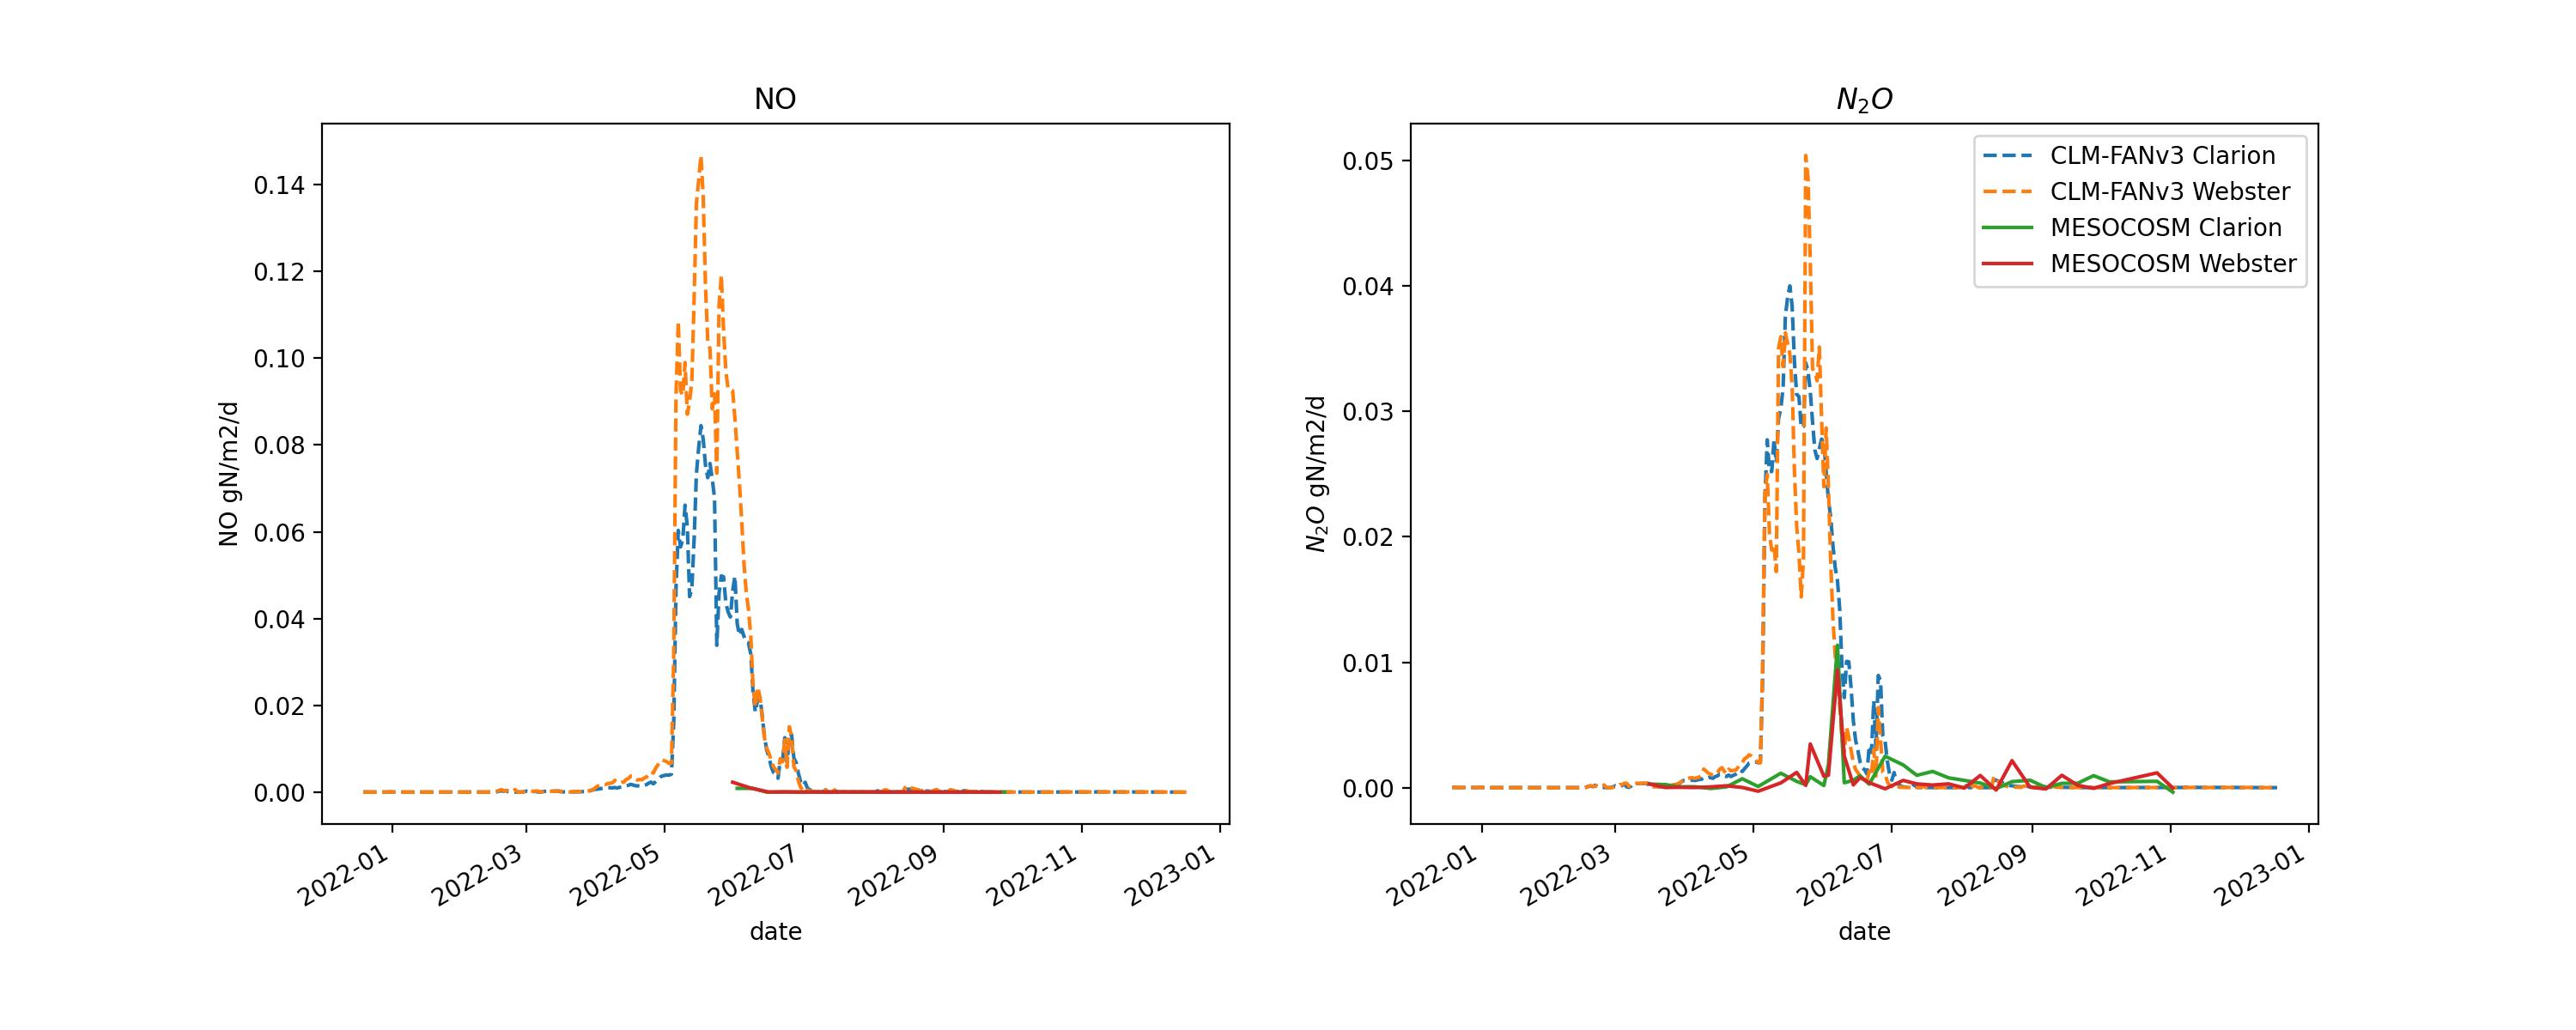 NO
0.14
0.12
0.10
0.08
0.06
0.04
0.02
0.00
NO gN/m2/d
2022-01
2022-03
2022-05
2022-07
2022-09
2022-11
2023-01
date
N₂O
0.05
0.04
0.03
0.02
0.01
0.00
N₂O gN/m2/d
CLM-FANv3 Clarion
CLM-FANv3 Webster
MESOCOSM Clarion
MESOCOSM Webster
2022-01
2022-03
2022-05
2022-07
2022-09
2022-11
2023-01
date